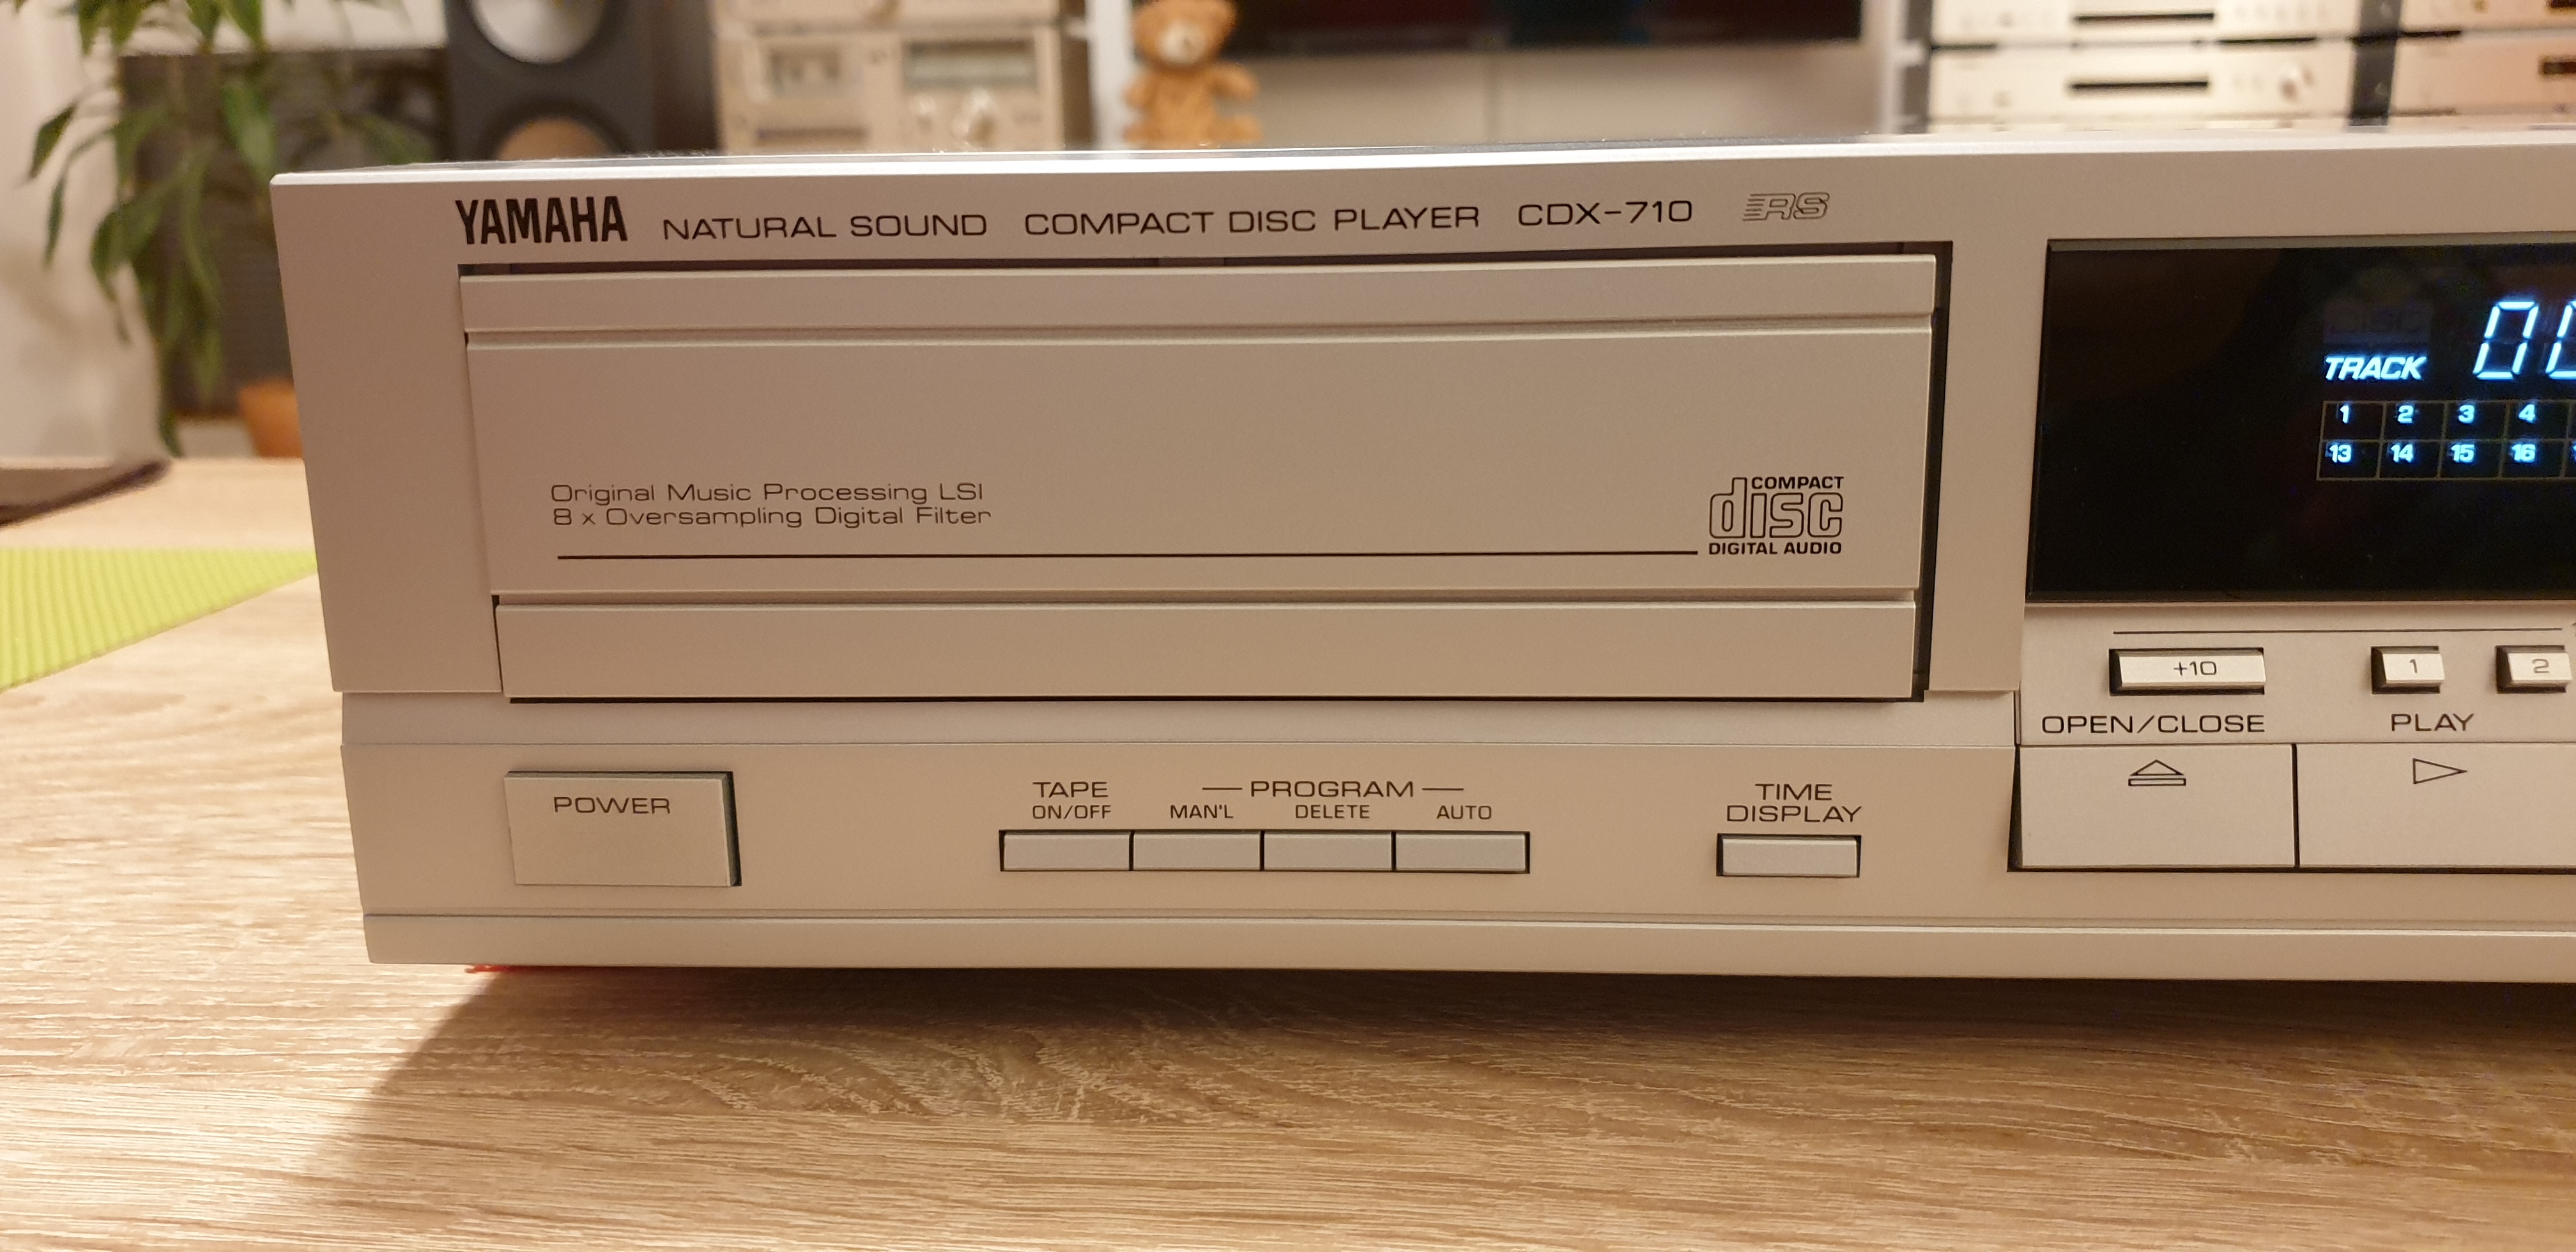 YAMAHA NATURAL SOUND COMPACT DISC PLAYER CDX-710 RS
Original Music Processing LSI
8 x Oversampling Digital Filter
COMPACT
disc
DIGITAL AUDIO
TRACK
1 2 3 4
13 14 15 16
+10 1 2
OPEN/CLOSE PLAY
POWER
TAPE
ON/OFF
PROGRAM
MAN'L DELETE AUTO
TIME
DISPLAY